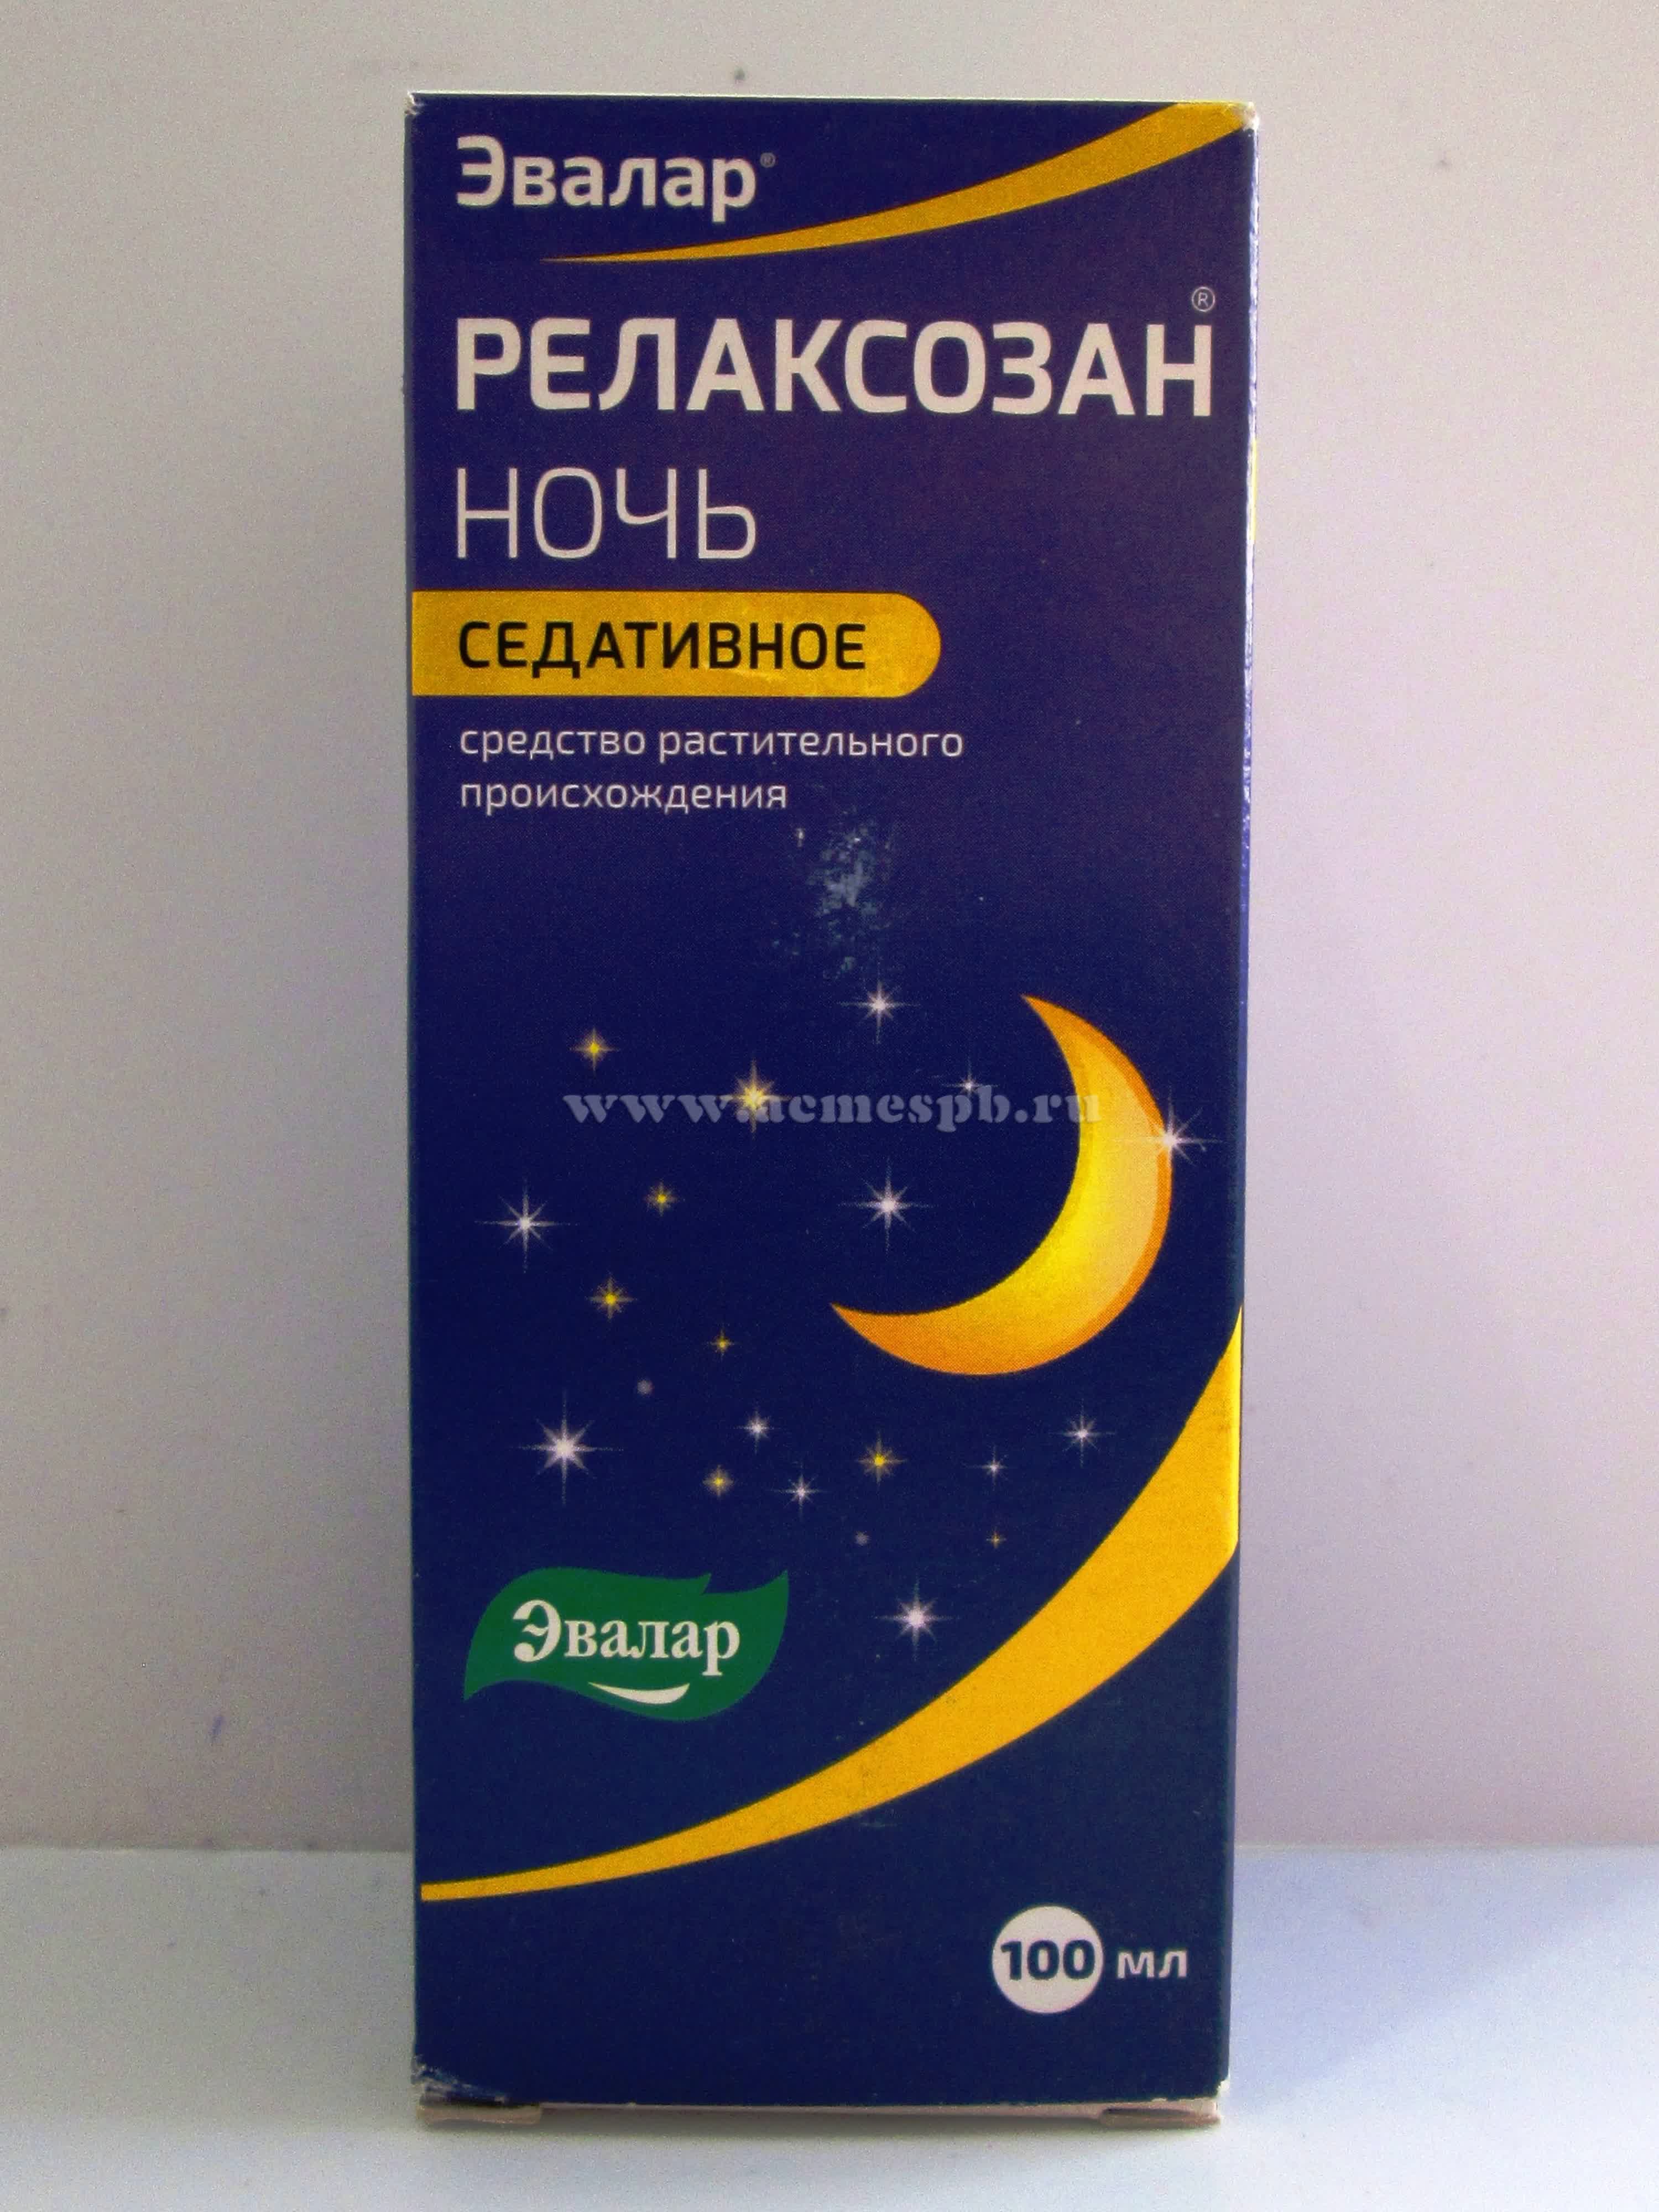 Эвалар®
РЕЛАКСОЗАН®
НОЧЬ
СЕДАТИВНОЕ
средство растительного
происхождения
www.acmespb.ru
Эвалар
100 мл